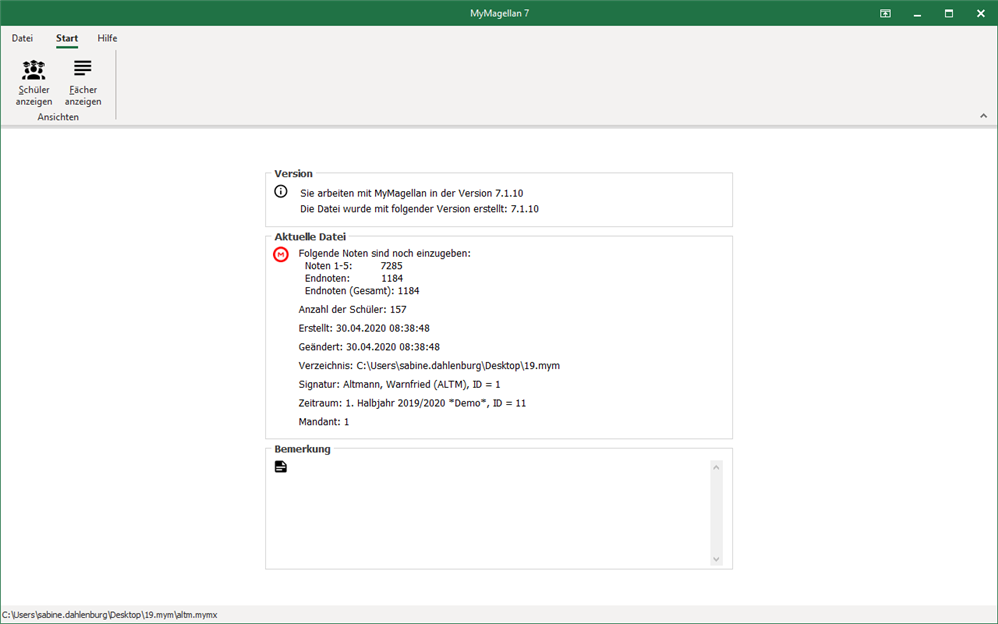 MyMagellan 7
Datei Start Hilfe
Schüler anzeigen
Fächer anzeigen
Ansichten
Version
Sie arbeiten mit MyMagellan in der Version 7.1.10
Die Datei wurde mit folgender Version erstellt: 7.1.10
Aktuelle Datei
M
Folgende Noten sind noch einzugeben:
Noten 1-5: 7285
Endnoten: 1184
Endnoten (Gesamt): 1184
Anzahl der Schüler: 157
Erstellt: 30.04.2020 08:38:48
Geändert: 30.04.2020 08:38:48
Verzeichnis: C:\Users\sabine.dahlenburg\Desktop\19.mym
Signatur: Altmann, Warnfried (ALTM), ID = 1
Zeitraum: 1. Halbjahr 2019/2020 *Demo*, ID = 11
Mandant: 1
Bemerkung
C:\Users\sabine.dahlenburg\Desktop\19.mym\altm.mymx